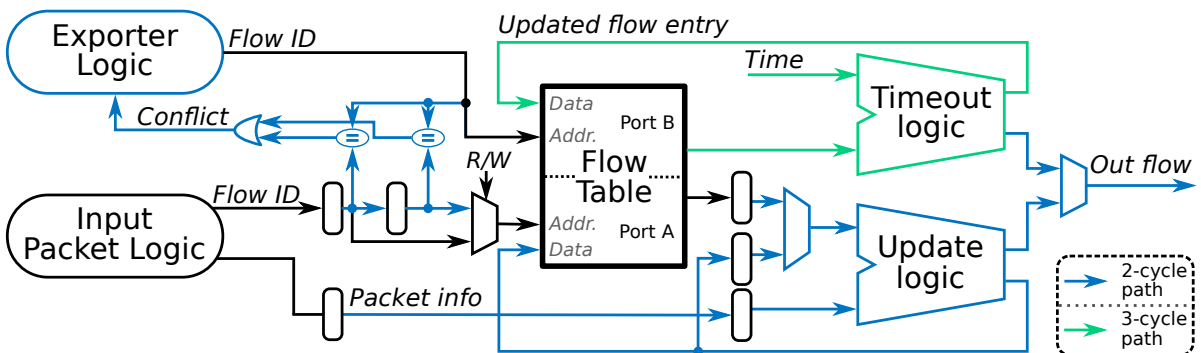 Exporter
Logic
Flow ID
Updated flow entry
Time
Conflict
=
=
R/W
Data
Addr.
Port B
Flow
Table
Addr.
Port A
Data
Timeout
logic
Out flow
Flow ID
Input
Packet Logic
Packet info
Update
logic
2-cycle
path
3-cycle
path